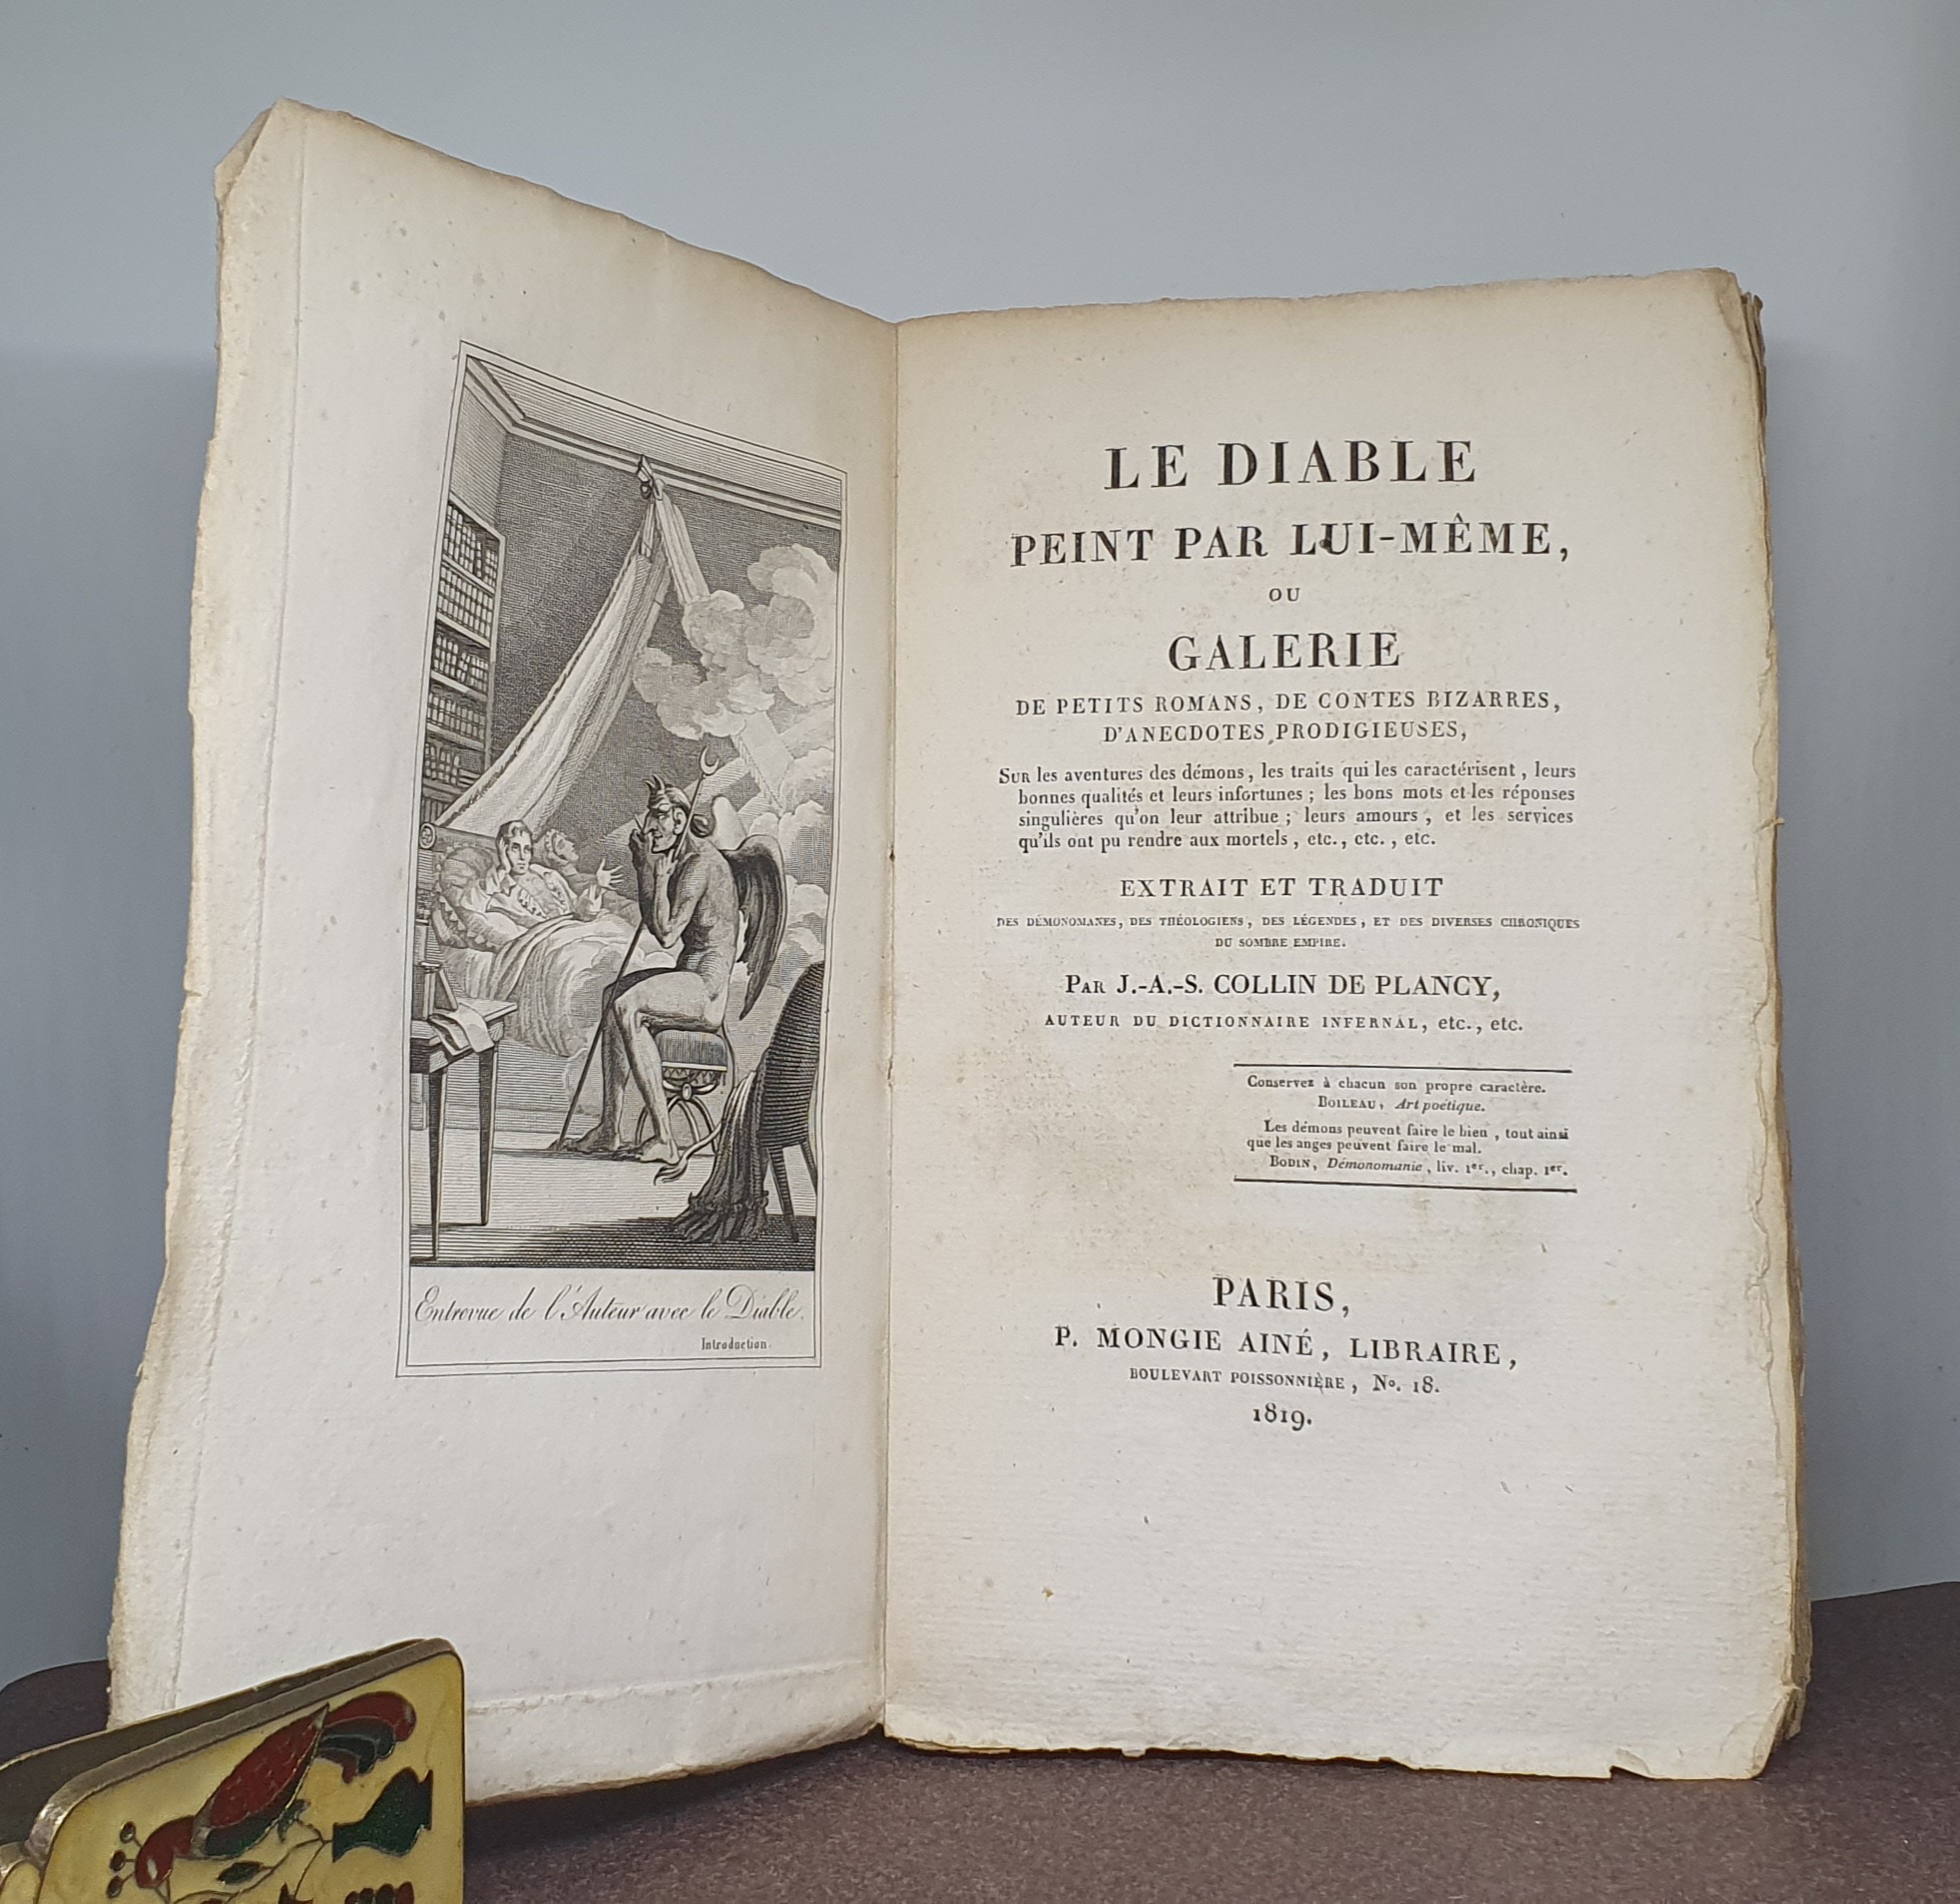 Entrevue de l'Auteur avec le Diable.
Introduction.
LE DIABLE
PEINT PAR LUI-MÊME,
OU
GALERIE
DE PETITS ROMANS, DE CONTES BIZARRES,
D'ANECDOTES PRODIGIEUSES,
SUR les aventures des démons, les traits qui les caractérisent, leurs
bonnes qualités et leurs infortunes; les bons mots et les réponses
singulières qu'on leur attribue; leurs amours, et les services
qu'ils ont pu rendre aux mortels, etc., etc., etc.
EXTRAIT ET TRADUIT
DES DÉMONOMANES, DES THÉOLOGIENS, DES LÉGENDES, ET DES DIVERSES CHRONIQUES
DU SOMBRE EMPIRE.
PAR J.-A.-S. COLLIN DE PLANCY,
AUTEUR DU DICTIONNAIRE INFERNAL, etc., etc.
Conservez à chacun son propre caractère.
BOILEAU, Art poétique.
Les démons peuvent faire le bien, tout ainsi
que les anges peuvent faire le mal.
BODIN, Démonomanie, liv. 1er., chap. 1er.
PARIS,
P. MONGIE AINÉ, LIBRAIRE,
BOULEVART POISSONNIÈRE, No. 18.
1819.